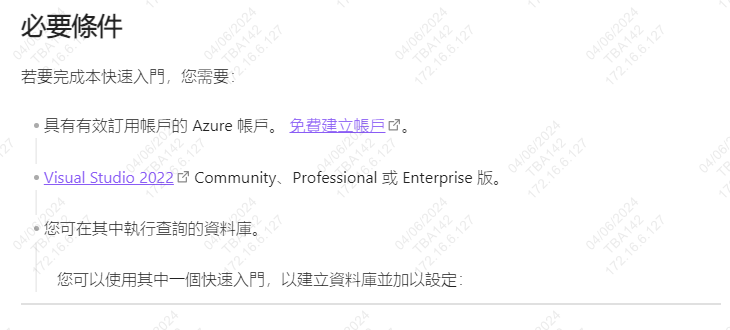 必要條件
若要完成本快速入門，您需要：
具有有效訂用帳戶的 Azure 帳戶。 免費建立帳戶。
Visual Studio 2022 Community、Professional 或 Enterprise 版。
您可在其中執行查詢的資料庫。
您可以使用其中一個快速入門，以建立資料庫並加以設定：
04/06/2024
TBA142
172.16.6.127